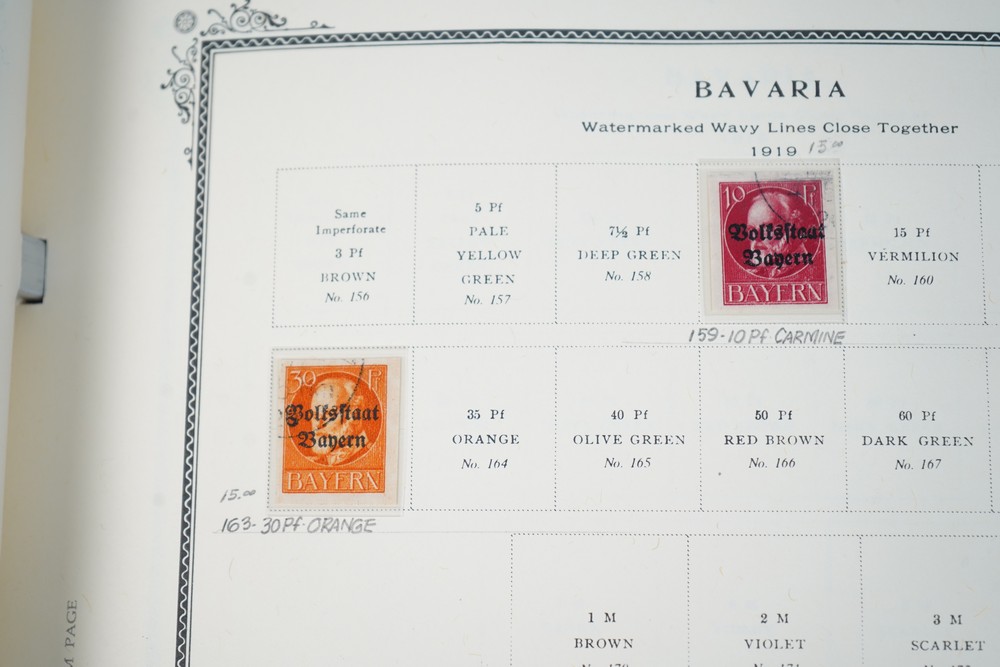 BAVARIA
Watermarked Wavy Lines Close Together
1919 15.00
Same
Imperforate
3 Pf
BROWN
No. 156
5 Pf
PALE
YELLOW
GREEN
No. 157
7½ Pf
DEEP GREEN
No. 158
10 Pf
Volksstaat
Bayern
BAYERN
15 Pf
VERMILION
No. 160
159-10 Pf CARMINE
30 Pf
Volksstaat
Bayern
BAYERN
15.00
163-30 Pf ORANGE
35 Pf
ORANGE
No. 164
40 Pf
OLIVE GREEN
No. 165
50 Pf
RED BROWN
No. 166
60 Pf
DARK GREEN
No. 167
1 M
BROWN
2 M
VIOLET
3 M
SCARLET
PAGE